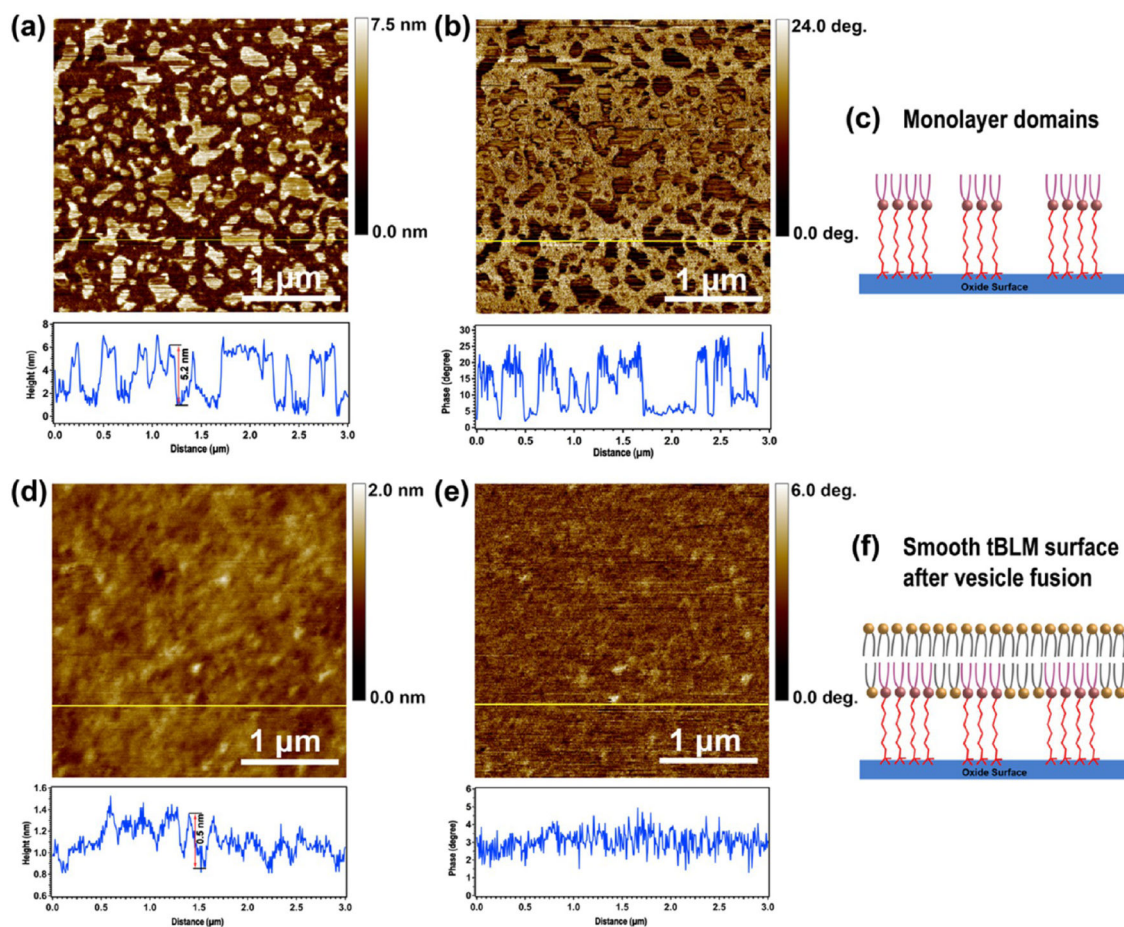 (a)
7.5 nm
0.0 nm
1 µm
8
6
4
2
0
Height (nm)
5.2 nm
0.0 0.5 1.0 1.5 2.0 2.5 3.0
Distance (µm)
(b)
24.0 deg.
0.0 deg.
1 µm
30
25
20
15
10
5
0
Phase (degree)
0.0 0.5 1.0 1.5 2.0 2.5 3.0
Distance (µm)
(c) Monolayer domains
Oxide Surface
(d)
2.0 nm
0.0 nm
1 µm
1.6
1.4
1.2
1.0
0.8
0.6
Height (nm)
0.5 nm
0.0 0.5 1.0 1.5 2.0 2.5 3.0
Distance (µm)
(e)
6.0 deg.
0.0 deg.
1 µm
6
5
4
3
2
1
0
Phase (degree)
0.0 0.5 1.0 1.5 2.0 2.5 3.0
Distance (µm)
(f) Smooth tBLM surface
after vesicle fusion
Oxide Surface